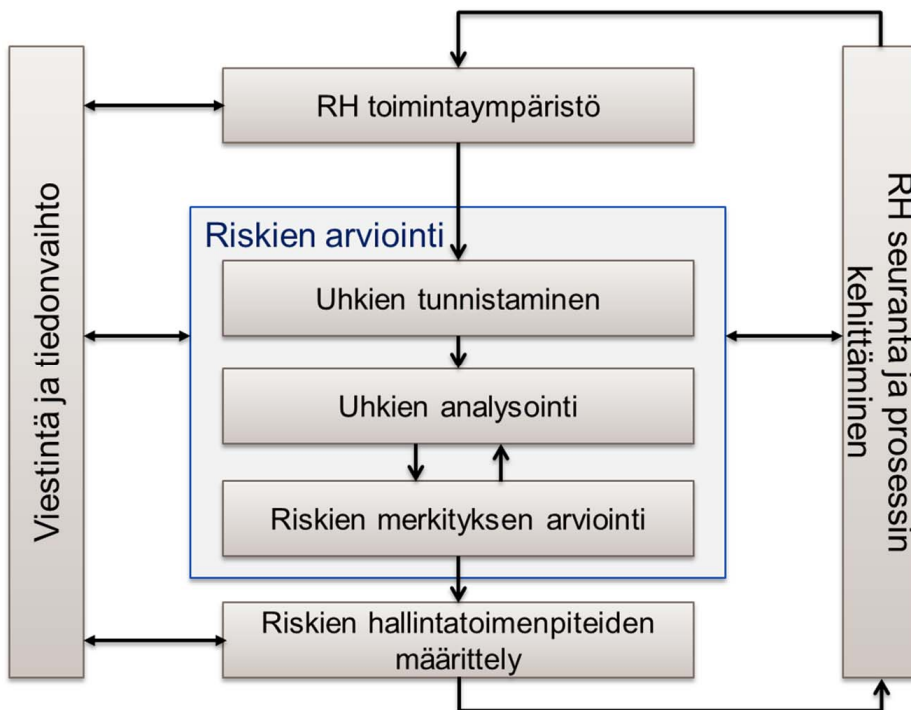 Viestintä ja tiedonvaihto
RH toimintaympäristö
Riskien arviointi
Uhkien tunnistaminen
Uhkien analysointi
Riskien merkityksen arviointi
Riskien hallintatoimenpiteiden
määrittely
RH seuranta ja prosessin
kehittäminen